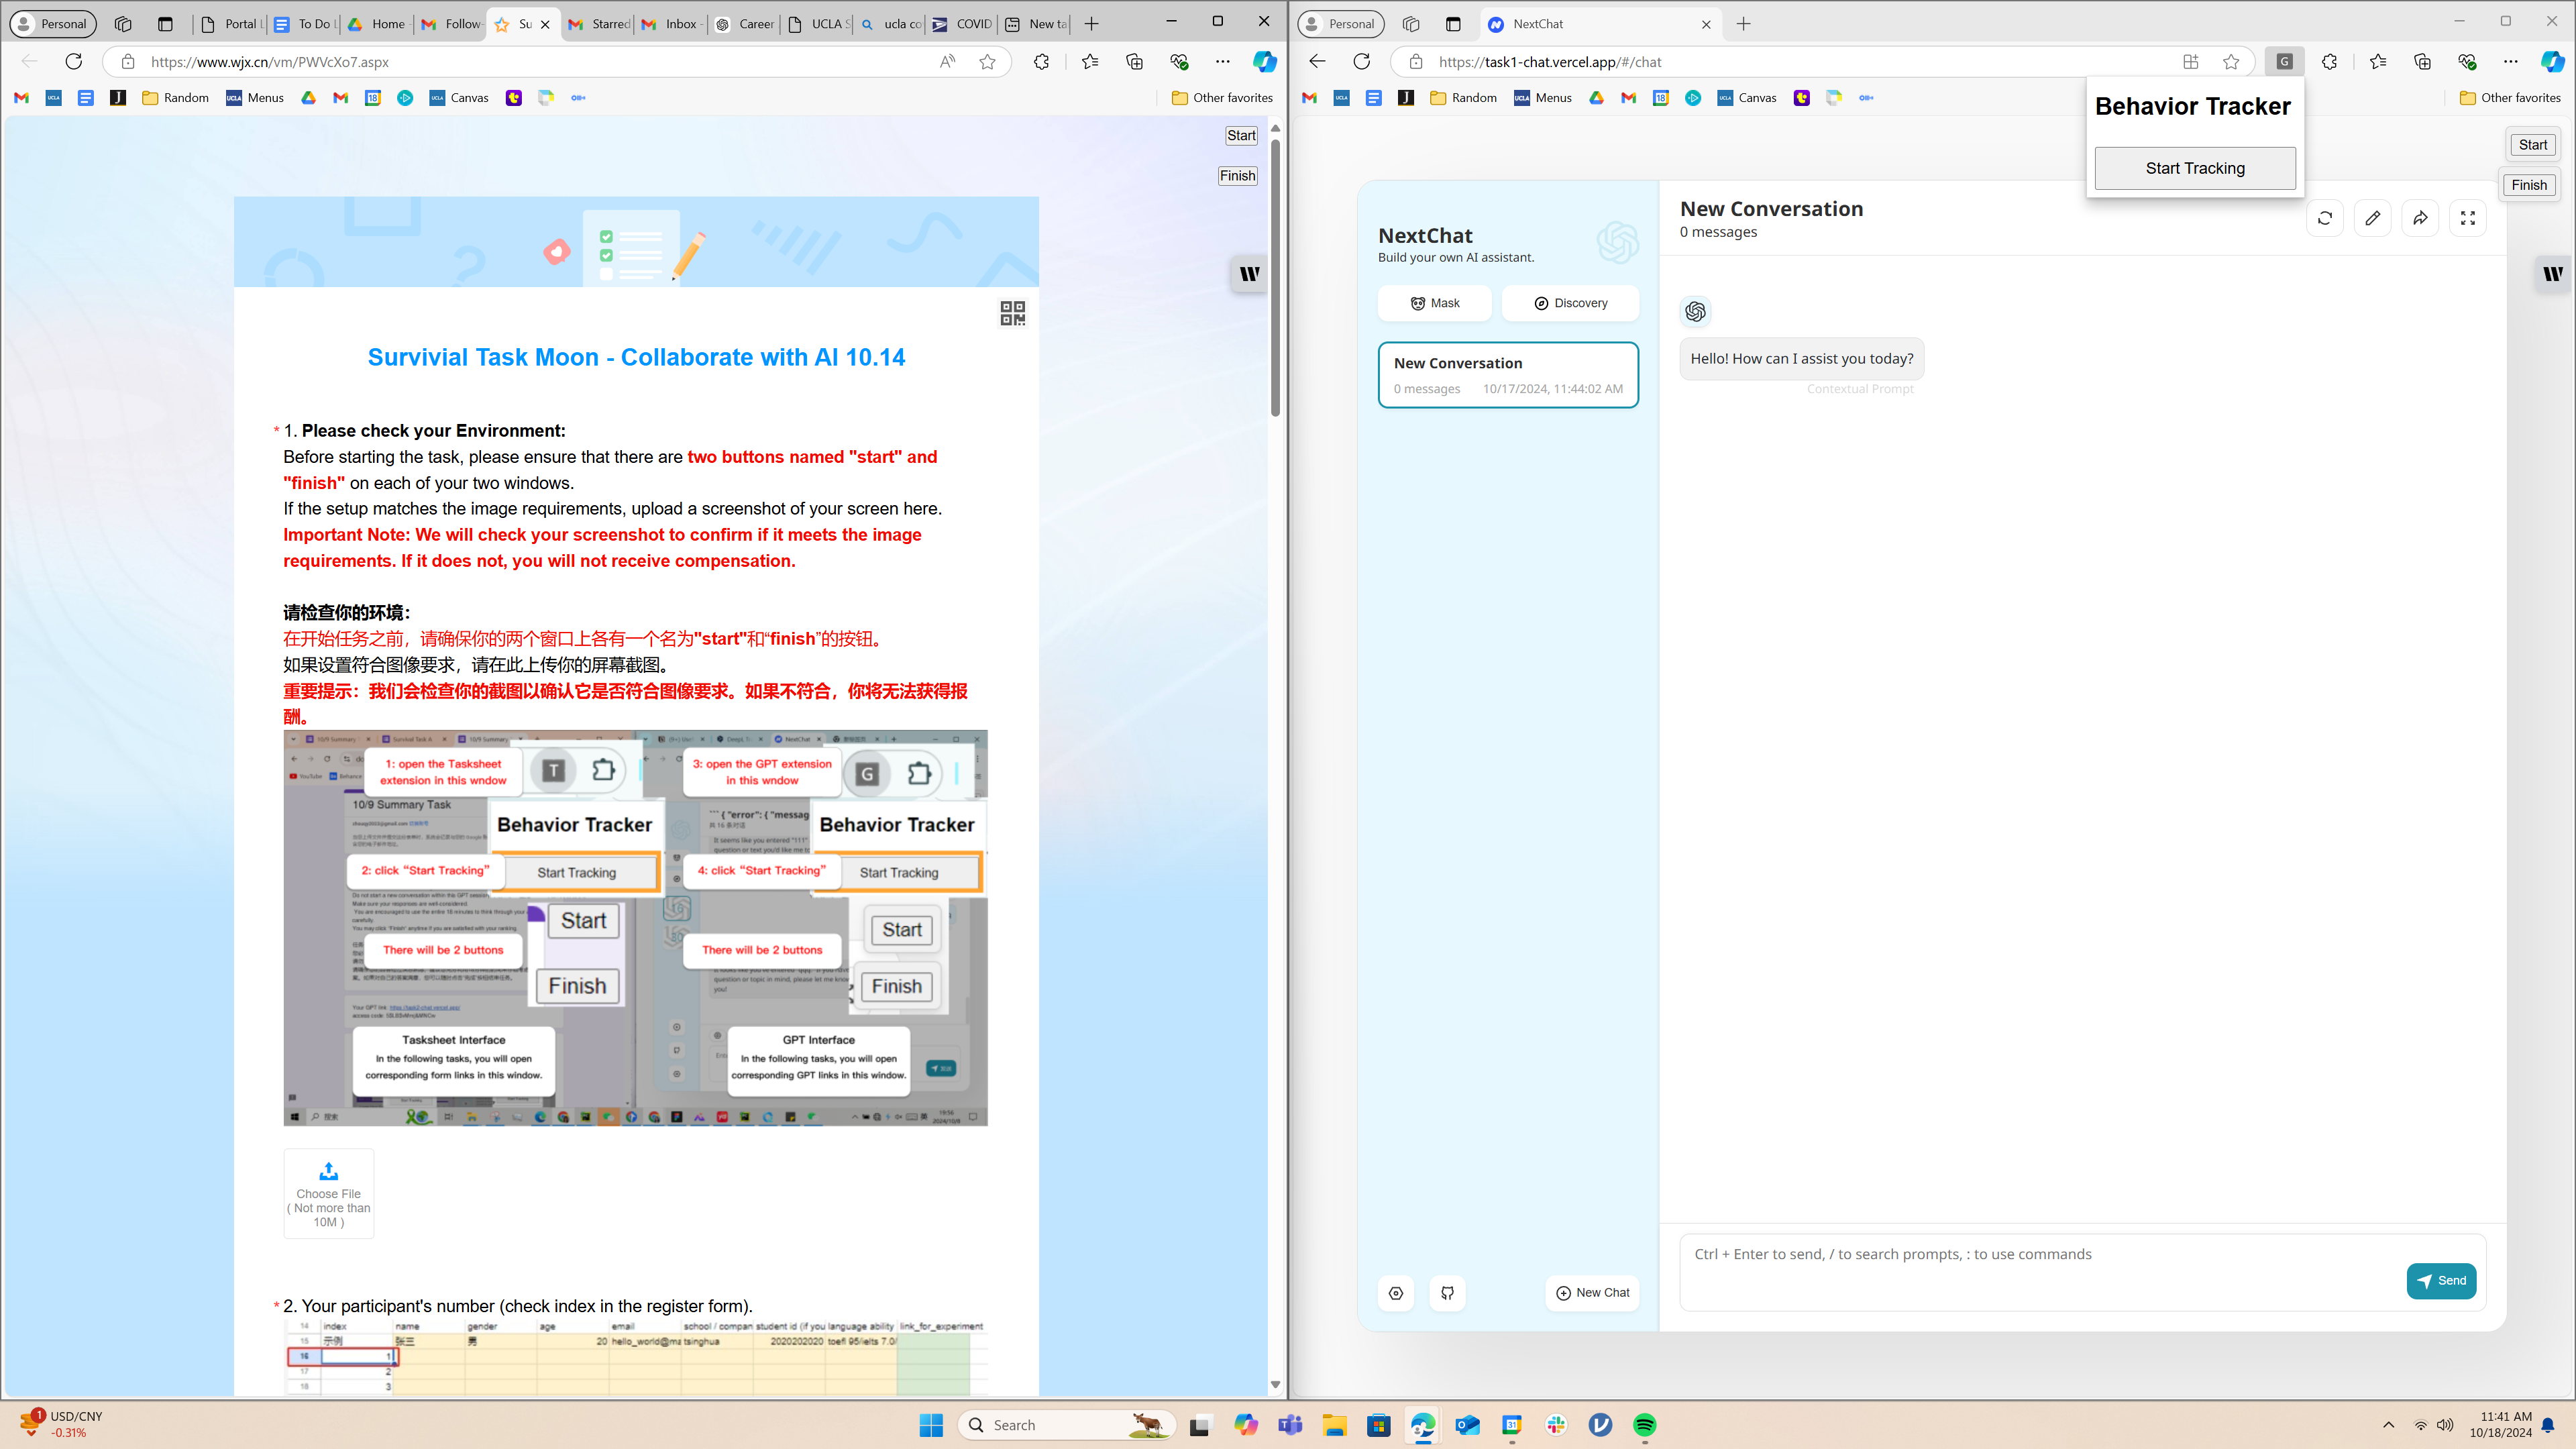 Personal
Portal L
To Do L
Home -
Follow-
Su
Starred
Inbox -
Career
UCLA S
ucla co
COVID
New ta
https://www.wjx.cn/vm/PWVcXo7.aspx
Random
Menus
Canvas
Other favorites
Start
Finish
Survivial Task Moon - Collaborate with AI 10.14
* 1. Please check your Environment:
Before starting the task, please ensure that there are two buttons named "start" and
"finish" on each of your two windows.
If the setup matches the image requirements, upload a screenshot of your screen here.
Important Note: We will check your screenshot to confirm if it meets the image
requirements. If it does not, you will not receive compensation.
请检查你的环境：
在开始任务之前，请确保你的两个窗口上各有一个名为"start"和“finish”的按钮。
如果设置符合图像要求，请在此上传你的屏幕截图。
重要提示：我们会检查你的截图以确认它是否符合图像要求。如果不符合，你将无法获得报
酬。
1: open the Tasksheet
extension in this wndow
T
3: open the GPT extension
in this wndow
G
10/9 Summary Task
Behavior Tracker
Behavior Tracker
2: click “Start Tracking”
Start Tracking
4: click “Start Tracking”
Start Tracking
Start
Start
There will be 2 buttons
There will be 2 buttons
Finish
Finish
Tasksheet Interface
In the following tasks, you will open
corresponding form links in this window.
GPT Interface
In the following tasks, you will open
corresponding GPT links in this window.
Choose File
( Not more than
10M )
* 2. Your participant's number (check index in the register form).
14 index name gender age email school / compan student id (if you language ability link_for_experiment
15 示例 张三 男 20 hello_world@ma tsinghua 2020202020 toefl 95/ielts 7.0/
16 1
17 2
18 3
Personal
NextChat
https://task1-chat.vercel.app/#/chat
G
Random
Menus
Canvas
Other favorites
Behavior Tracker
Start Tracking
Start
Finish
NextChat
Build your own AI assistant.
Mask
Discovery
New Conversation
0 messages 10/17/2024, 11:44:02 AM
New Chat
New Conversation
0 messages
Hello! How can I assist you today?
Contextual Prompt
Ctrl + Enter to send, / to search prompts, : to use commands
Send
1
USD/CNY
-0.31%
Search
11:41 AM
10/18/2024